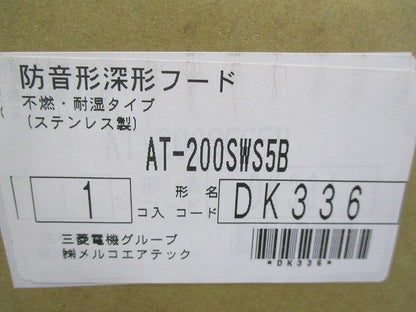 防音形深形フード
不燃・耐湿タイプ
(ステンレス製)
AT-200SWS5B
1 コ入 形名コード DK336
三菱電機グループ
㈱メルコエアテック
*DK336*